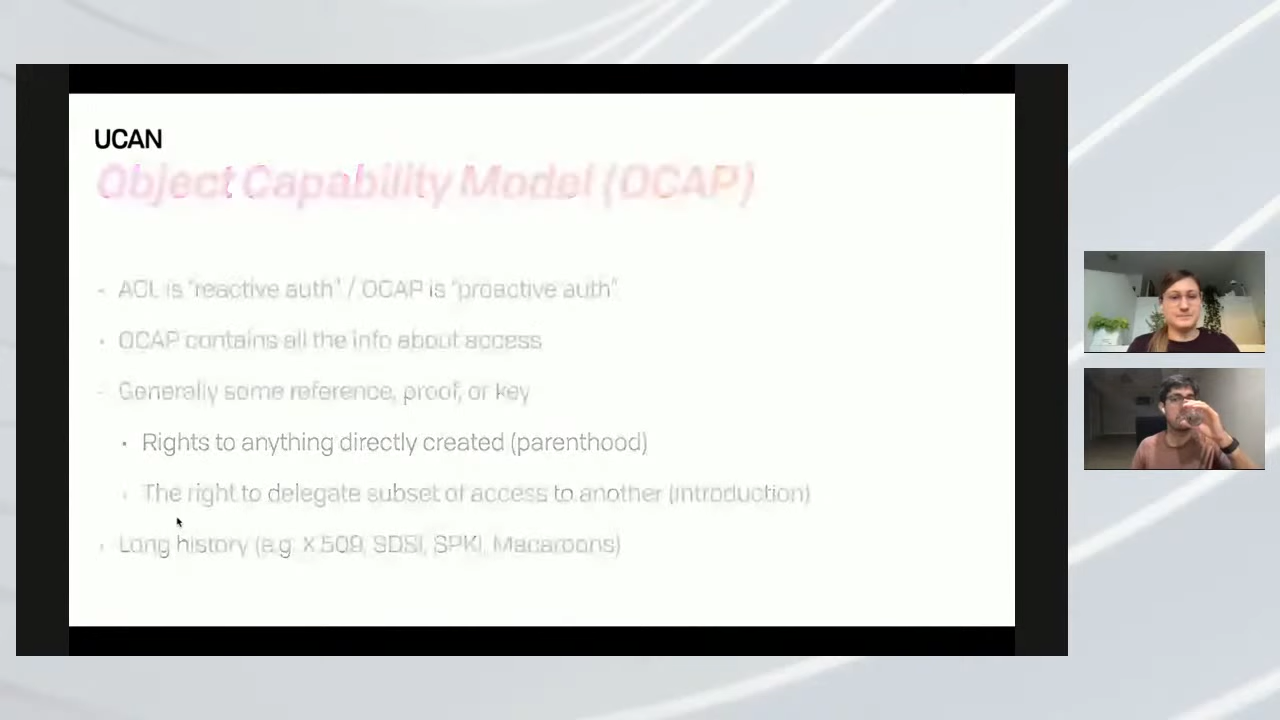 UCAN
Object Capability Model (OCAP)
- ACL is "reactive auth" / OCAP is "proactive auth"
· OCAP contains all the info about access
- Generally some reference, proof, or key
· Rights to anything directly created (parenthood)
· The right to delegate subset of access to another (introduction)
· Long history (e.g. X.509, SDSI, SPKI, Macaroons)